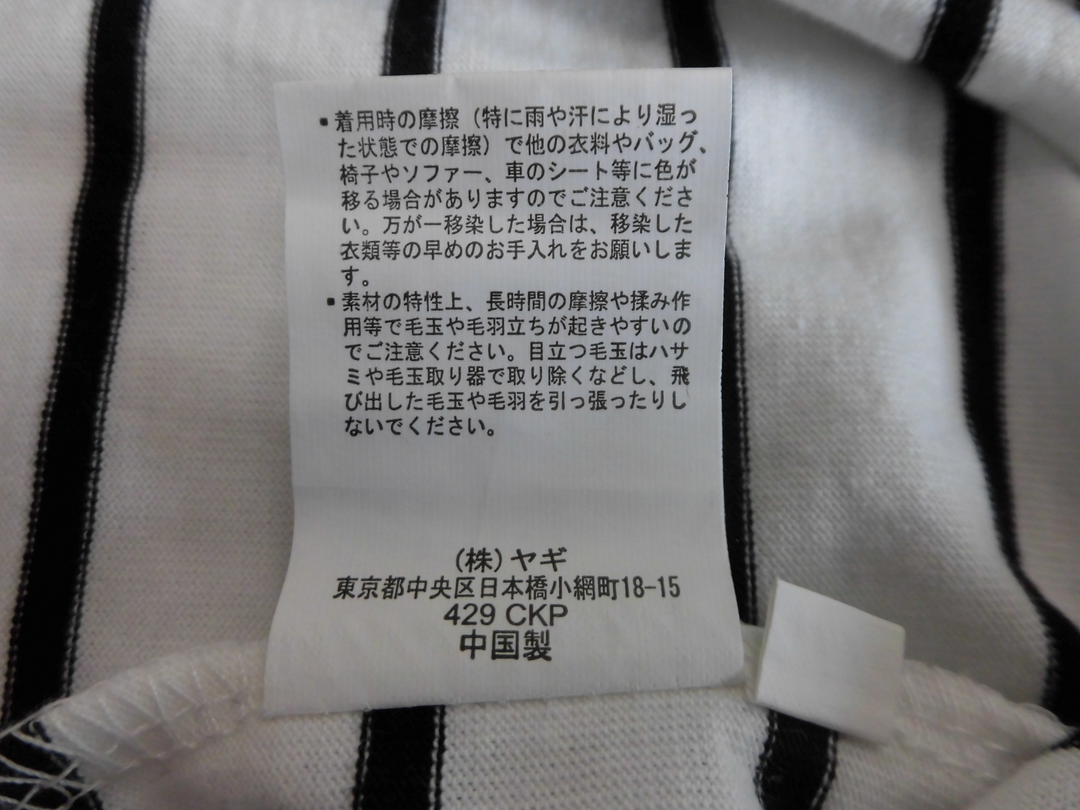 ▪着用時の摩擦（特に雨や汗により湿っ
た状態での摩擦）で他の衣料やバッグ、
椅子やソファー、車のシート等に色が
移る場合がありますのでご注意くださ
い。万が一移染した場合は、移染した
衣類等の早めのお手入れをお願いしま
す。
▪素材の特性上、長時間の摩擦や揉み作
用等で毛玉や毛羽立ちが起きやすいの
でご注意ください。目立つ毛玉はハサ
ミや毛玉取り器で取り除くなどし、飛
び出した毛玉や毛羽を引っ張ったりし
ないでください。
（株）ヤギ
東京都中央区日本橋小網町18-15
429 CKP
中国製